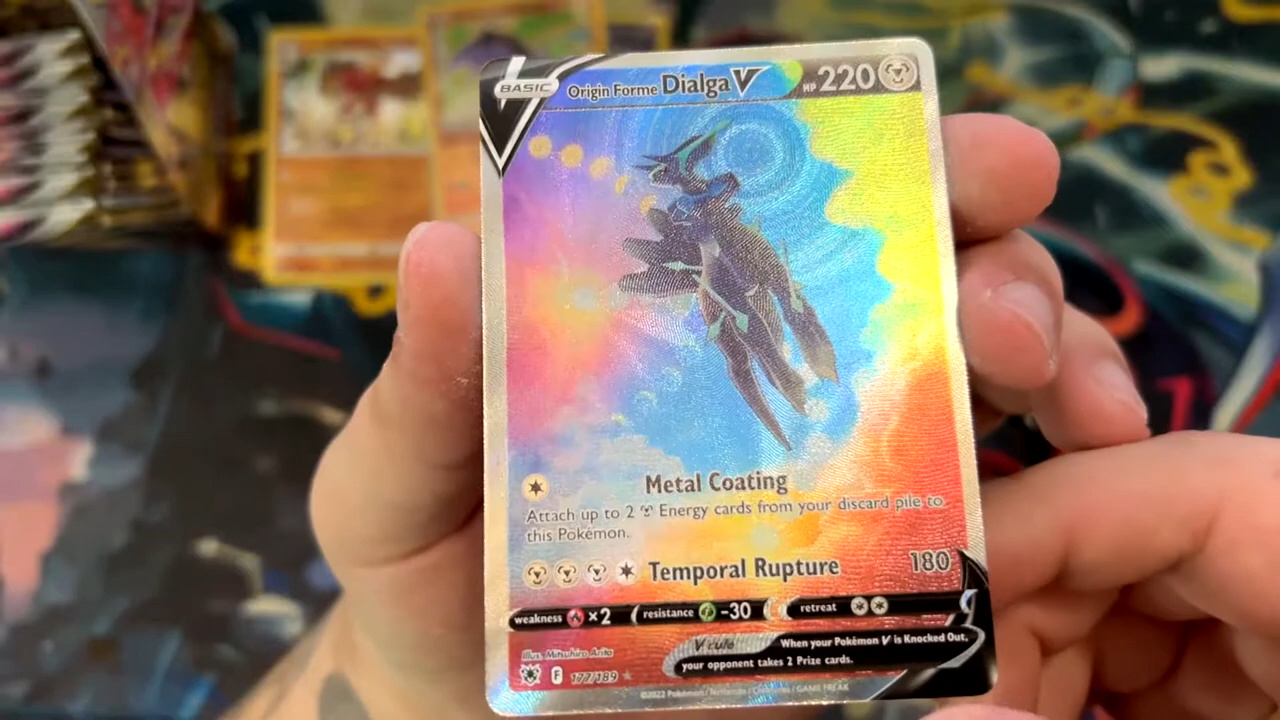 BASIC Origin Forme Dialga V HP 220
Metal Coating
Attach up to 2 Energy cards from your discard pile to
this Pokémon.
Temporal Rupture 180
weakness ×2 resistance -30 retreat
V rule When your Pokémon V is Knocked Out,
your opponent takes 2 Prize cards.
Illus. Mitsuhiro Arita
F 177/189
©2022 Pokémon / Nintendo / Creatures / GAME FREAK